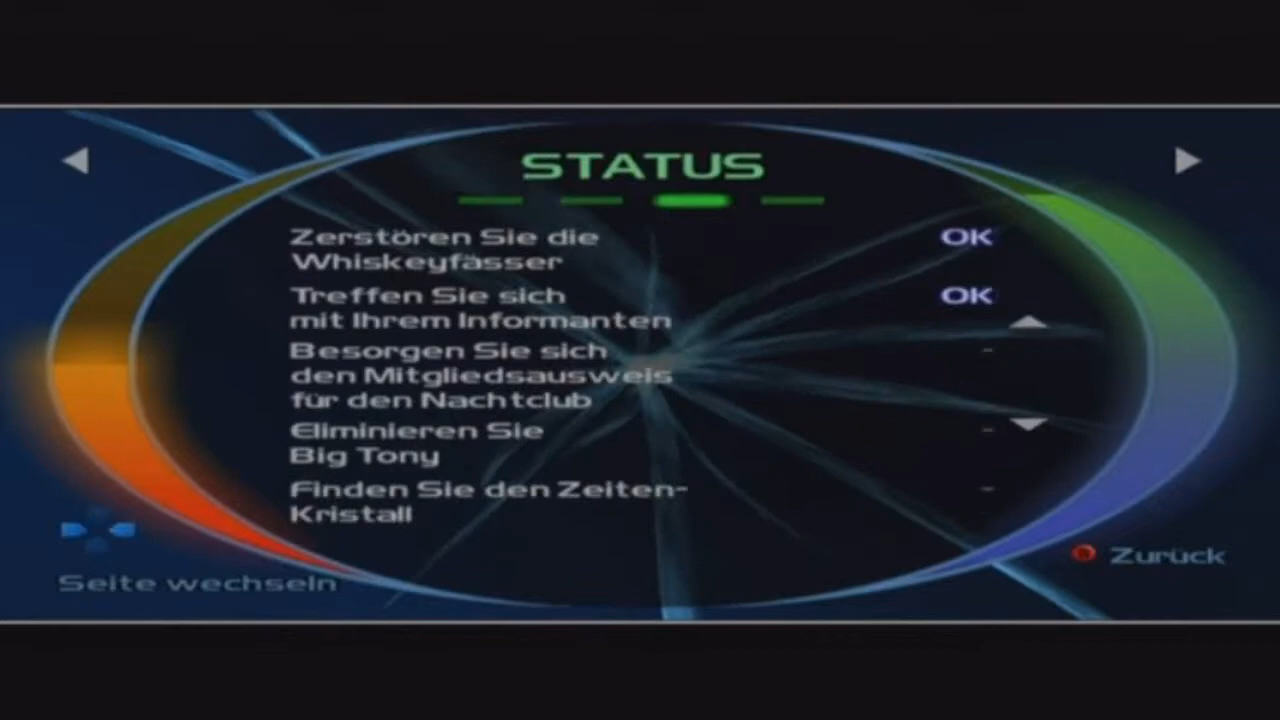 STATUS
Zerstören Sie die OK
Whiskeyfässer
Treffen Sie sich OK
mit Ihrem Informanten
Besorgen Sie sich -
den Mitgliedsausweis
für den Nachtclub
Eliminieren Sie -
Big Tony
Finden Sie den Zeiten- -
Kristall
Zurück
Seite wechseln